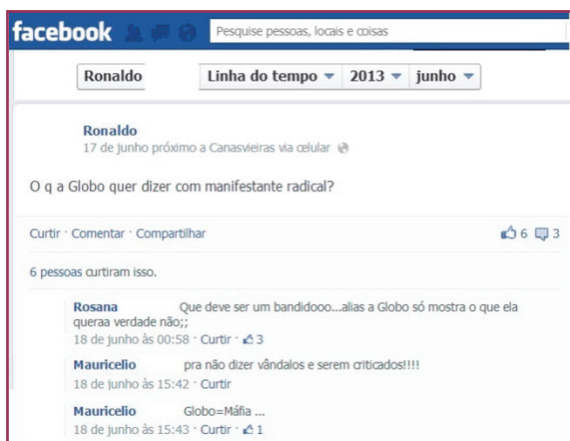 facebook Pesquise pessoas, locais e coisas
Ronaldo Linha do tempo 2013 junho
Ronaldo
17 de junho próximo a Canasvieiras via celular
O q a Globo quer dizer com manifestante radical?
Curtir · Comentar · Compartilhar 6 3
6 pessoas curtiram isso.
Rosana Que deve ser um bandidooo...alias a Globo só mostra o que ela
queraa verdade não;;
18 de junho às 00:58 · Curtir · 3
Mauricelio pra não dizer vândalos e serem criticados!!!!
18 de junho às 15:42 · Curtir
Mauricelio Globo=Máfia ...
18 de junho às 15:43 · Curtir · 1